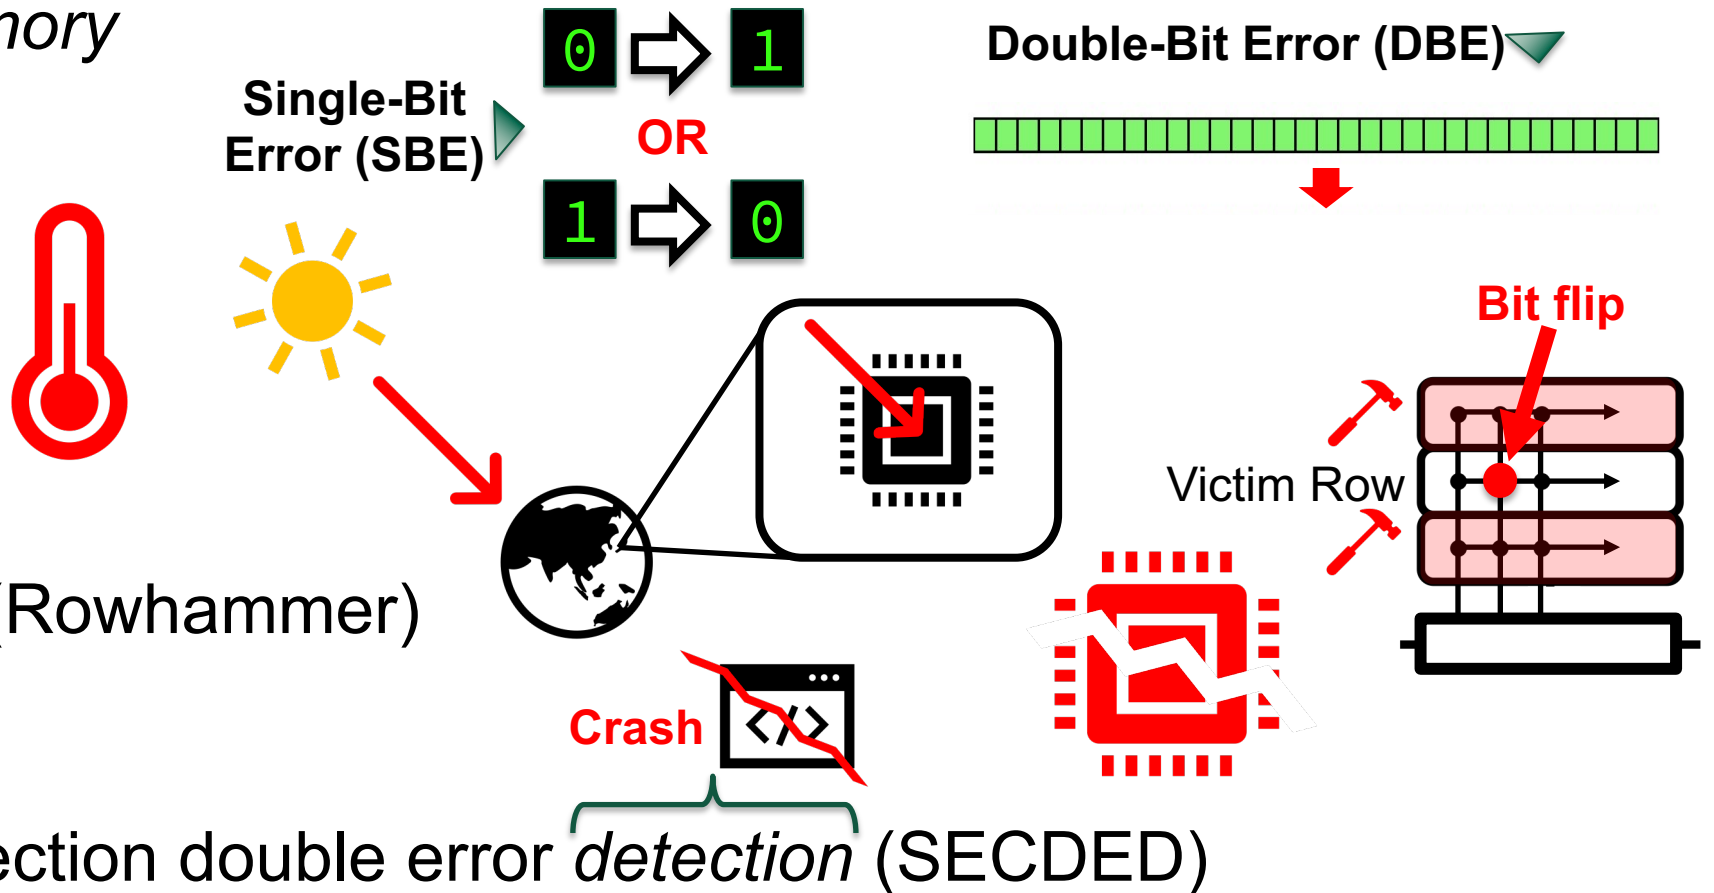 mory
Single-Bit
Error (SBE)
0 1
OR
1 0
Double-Bit Error (DBE)
Bit flip
Victim Row
(Rowhammer)
Crash
</>
ection double error detection (SECDED)